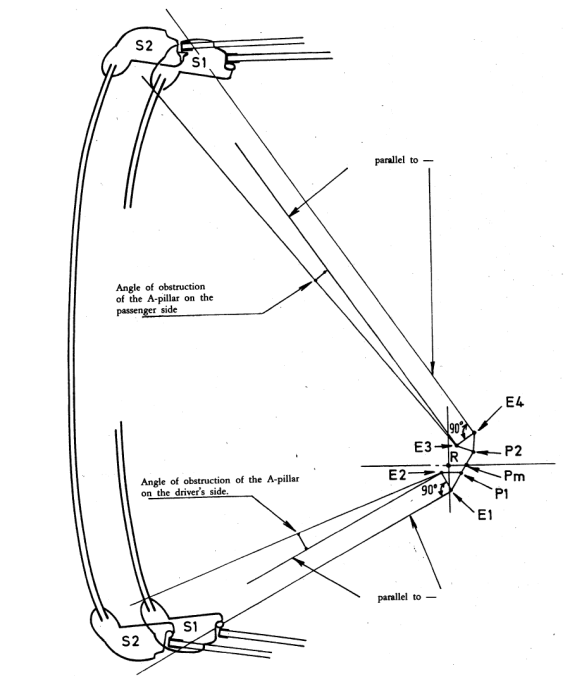 S2
S1
parallel to —
Angle of obstruction
of the A-pillar on the
passenger side
E4
90°
E3
P2
R
E2
Pm
90°
P1
E1
Angle of obstruction of the A-pillar
on the driver's side.
parallel to —
S1
S2